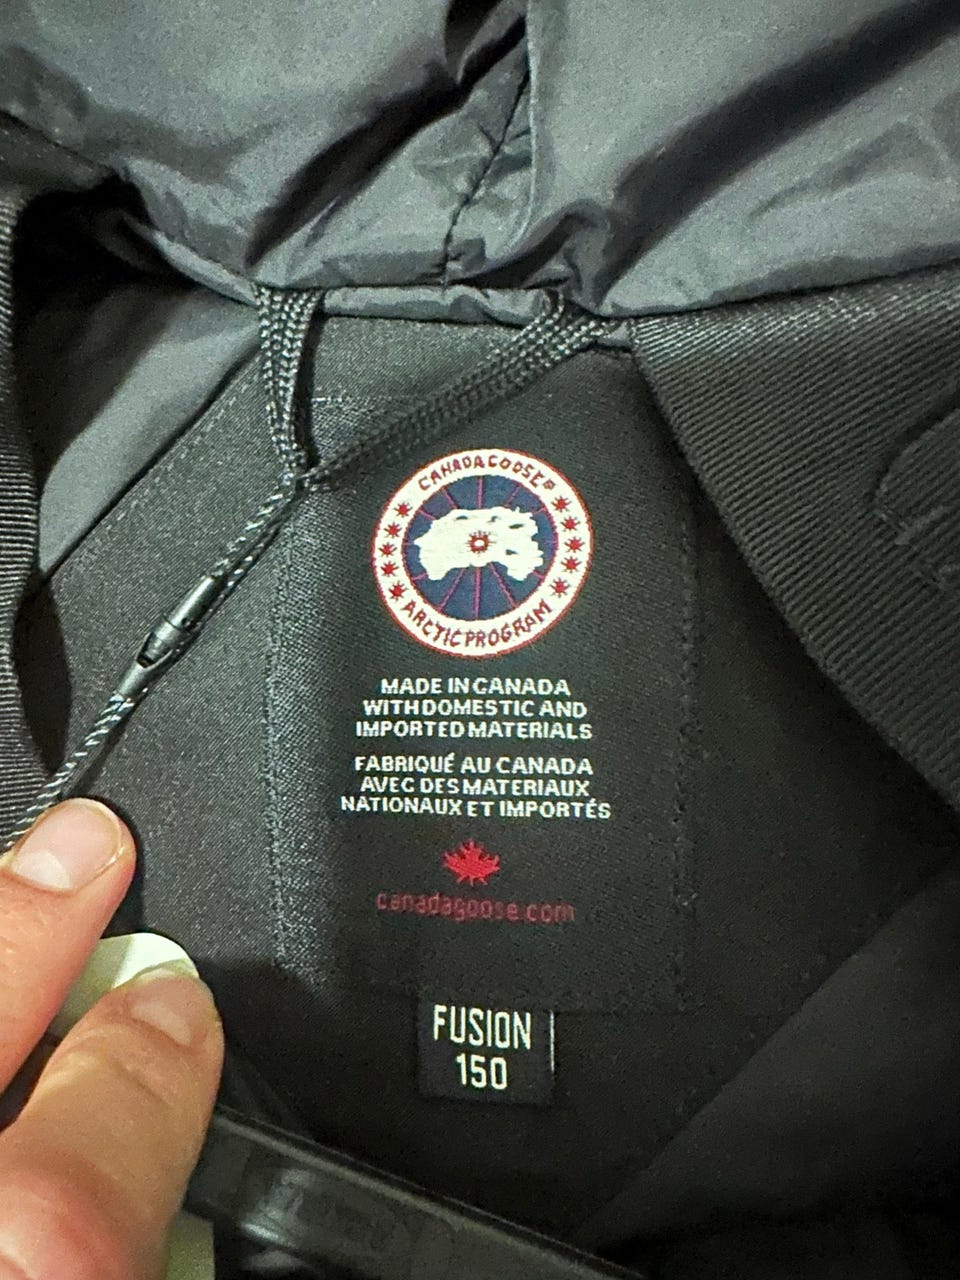 CANADA GOOSE®
ARCTIC PROGRAM
MADE IN CANADA
WITH DOMESTIC AND
IMPORTED MATERIALS
FABRIQUÉ AU CANADA
AVEC DES MATERIAUX
NATIONAUX ET IMPORTÉS
canadagoose.com
FUSION
150